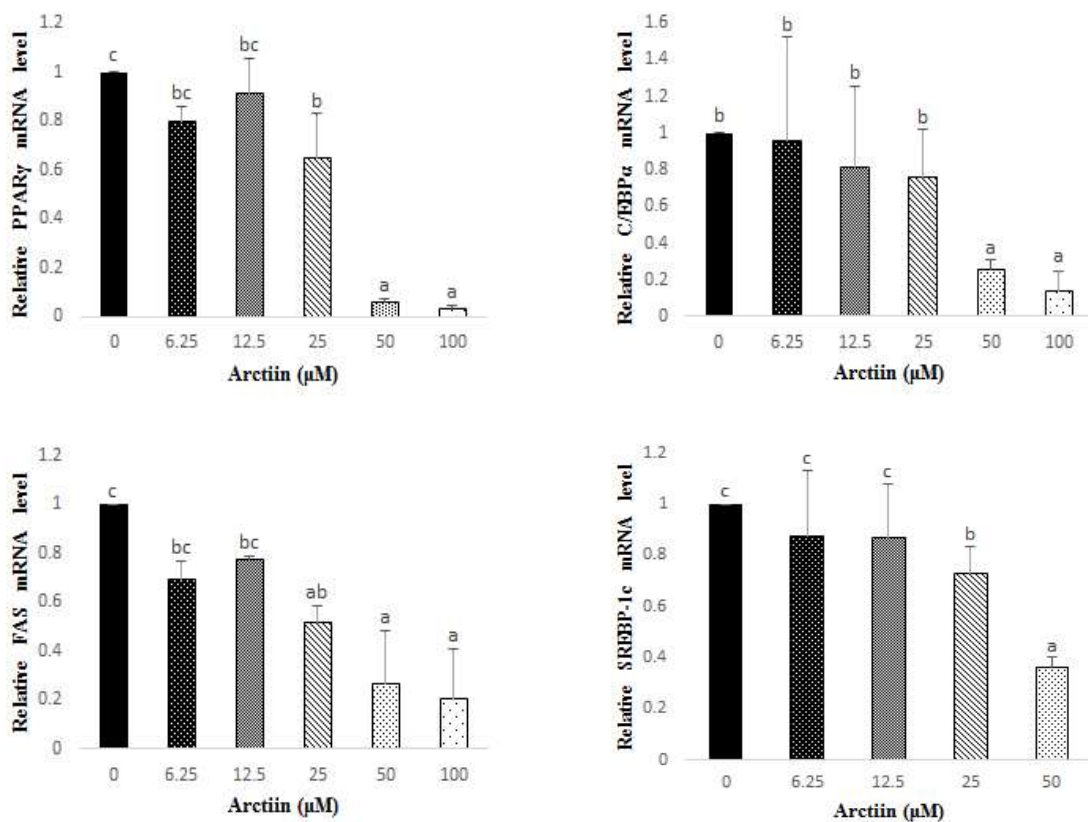 Relative PPARγ mRNA level
1.2
1
0.8
0.6
0.4
0.2
0
c
bc
bc
b
a
a
0 6.25 12.5 25 50 100
Arctiin (μM)
Relative C/EBPα mRNA level
1.6
1.4
1.2
1
0.8
0.6
0.4
0.2
0
b
b
b
b
a
a
0 6.25 12.5 25 50 100
Arctiin (μM)
Relative FAS mRNA level
1.2
1
0.8
0.6
0.4
0.2
0
c
bc
bc
ab
a
a
0 6.25 12.5 25 50 100
Arctiin (μM)
Relative SREBP-1c mRNA level
1.2
1
0.8
0.6
0.4
0.2
0
c
c
c
b
a
0 6.25 12.5 25 50
Arctiin (μM)